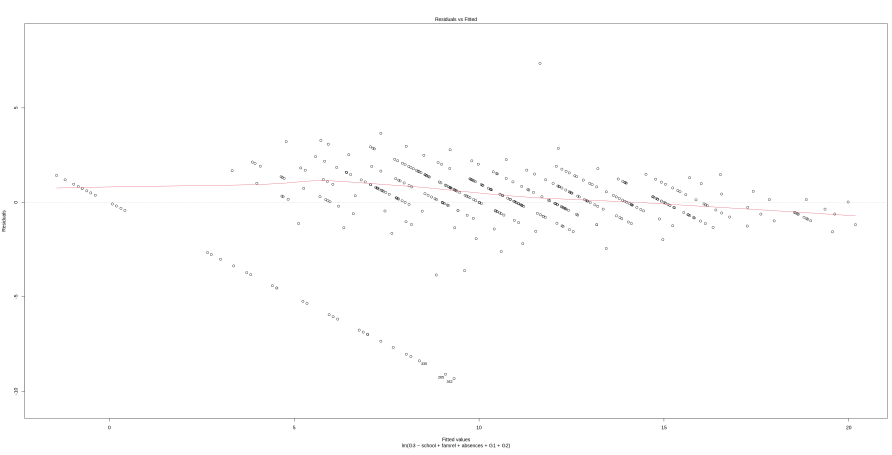 Residuals vs Fitted
Residuals
5
0
-5
-10
0
5
10
15
20
Fitted values
lm(G3 ~ school + famrel + absences + G1 + G2)